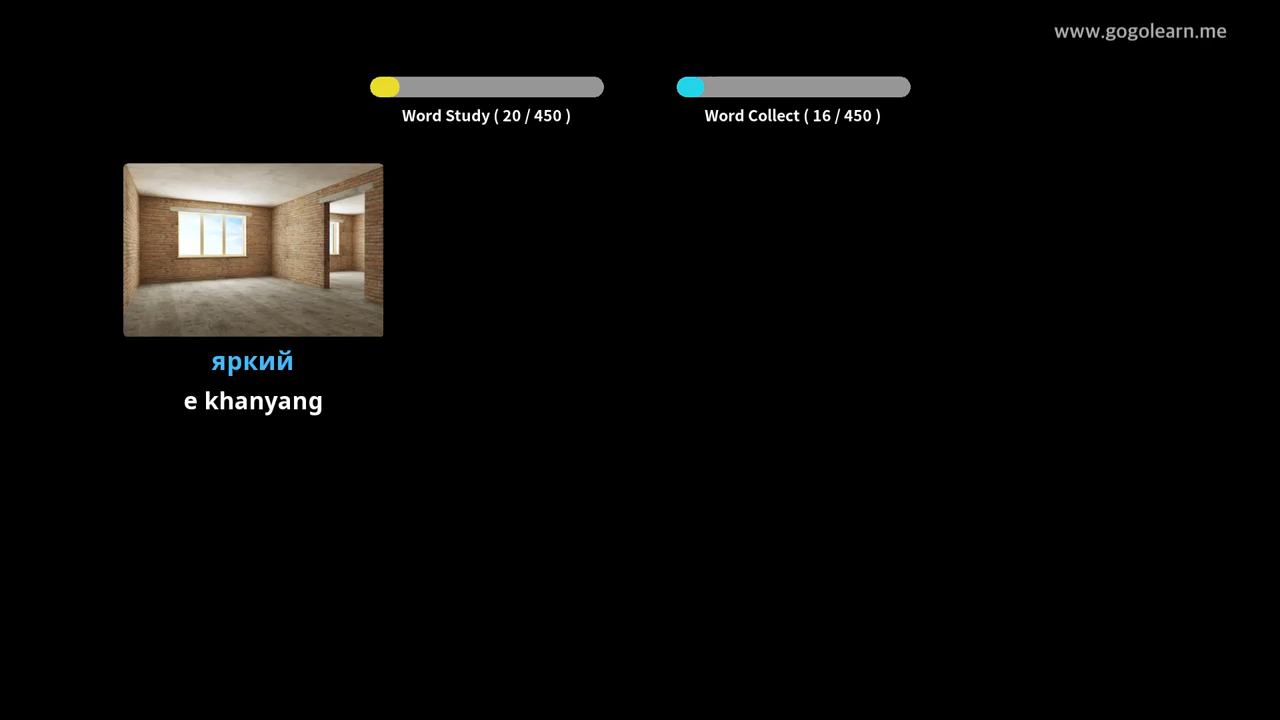 www.gogolearn.me
Word Study ( 20 / 450 )
Word Collect ( 16 / 450 )
яркий
e khanyang